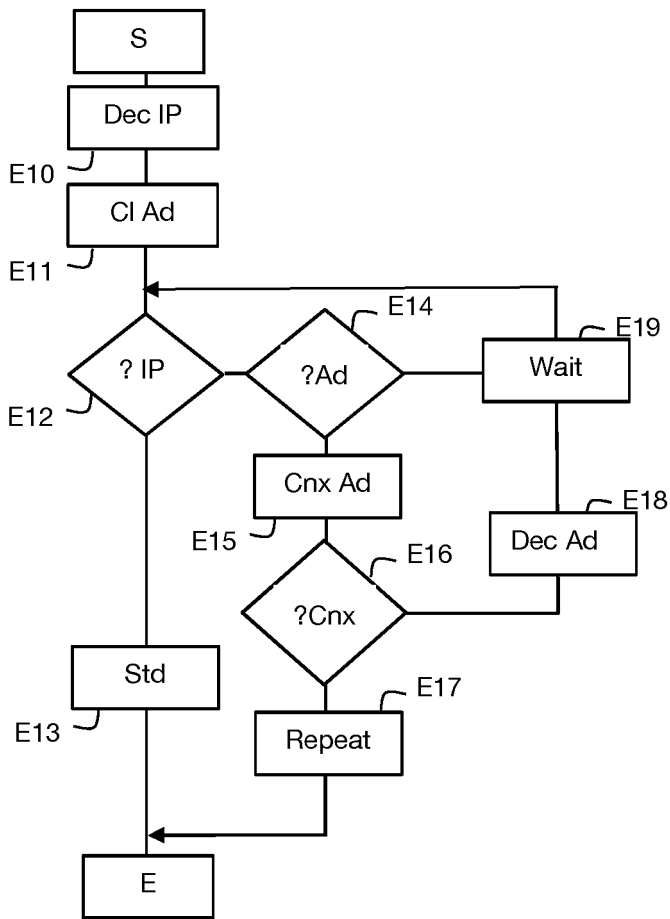 S
Dec IP
E10
Cl Ad
E11
E14
E19
? IP
?Ad
Wait
E12
Cnx Ad
E18
E15
E16
Dec Ad
?Cnx
Std
E17
E13
Repeat
E